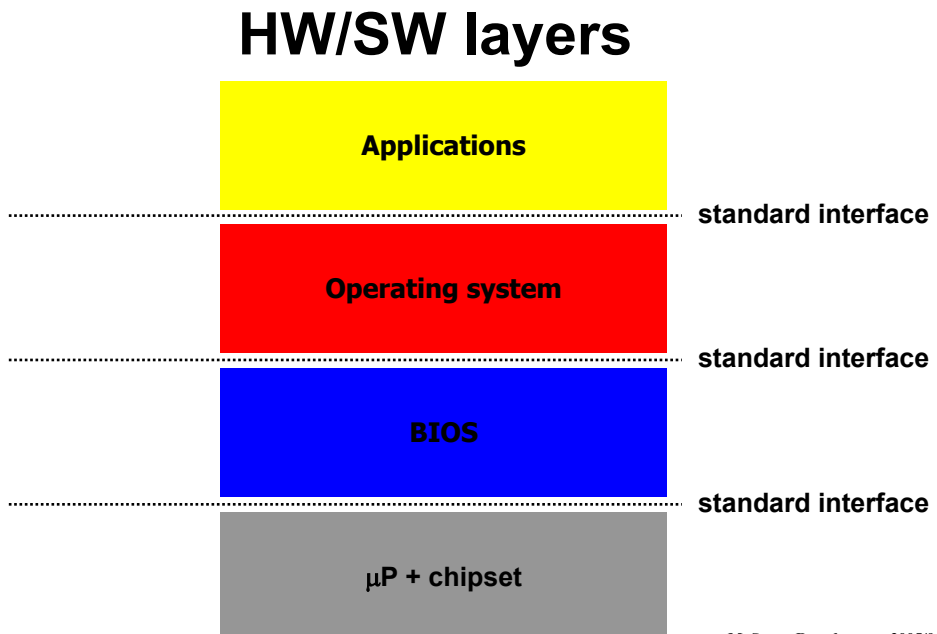 HW/SW layers
Applications
standard interface
Operating system
standard interface
BIOS
standard interface
μP + chipset